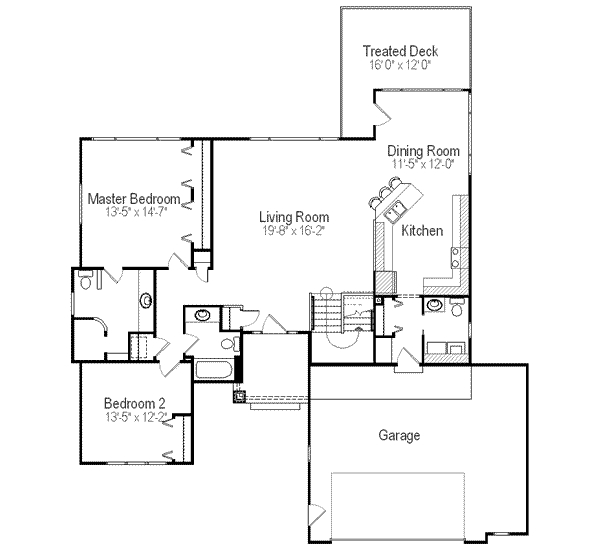 Treated Deck
16'0" x 12'0"
Dining Room
11'-5" x 12'-0"
Master Bedroom
13'-5" x 14'-7"
Living Room
19'-8" x 16'-2"
Kitchen
Bedroom 2
13'-5" x 12'-2"
Garage